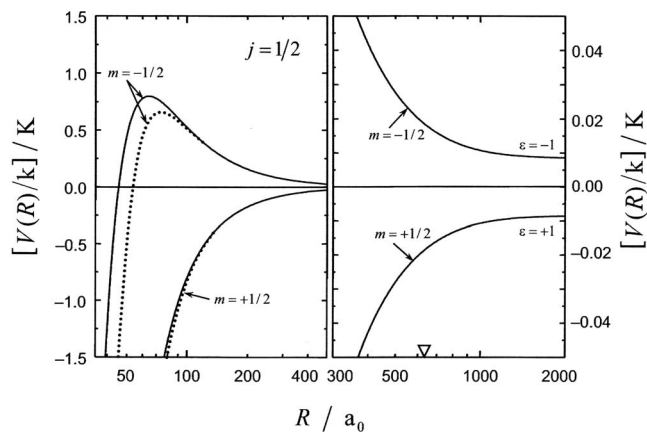 [V(R)/k] / K
1.5
1.0
0.5
0.0
−0.5
−1.0
−1.5
j=1/2
m=−1/2
m=+1/2
50
100
200
400
m=−1/2
ε=−1
m=+1/2
ε=+1
300
1000
2000
0.04
0.02
0.00
−0.02
−0.04
[V(R)/k] / K
R / a₀